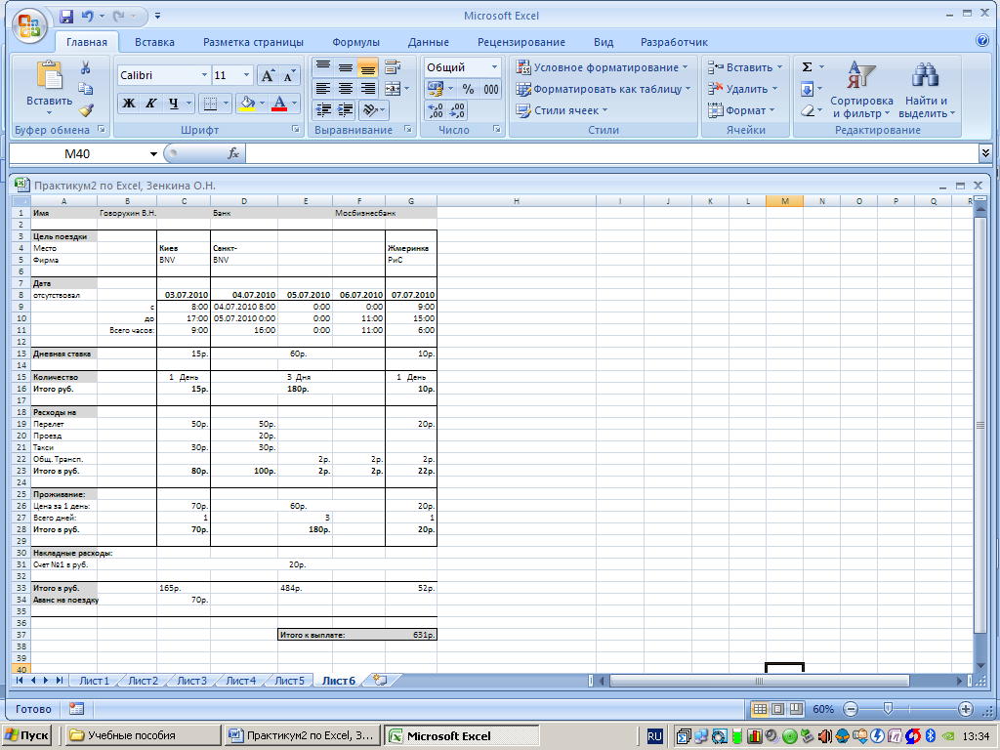 Microsoft Excel
Главная Вставка Разметка страницы Формулы Данные Рецензирование Вид Разработчик
Вставить
Буфер обмена
Calibri 11
Ж К Ч
Шрифт
Выравнивание
Общий
% 000
Число
Условное форматирование
Форматировать как таблицу
Стили ячеек
Стили
Вставить
Удалить
Формат
Ячейки
Сортировка и фильтр
Найти и выделить
Редактирование
M40 fx
Практикум2 по Excel, Зенкина О.Н.
A B C D E F G H I J K L M N O P Q R
1 Имя Говорухин В.Н. Банк Мосбизнесбанк
2
3 Цель поездки
4 Место Киев Санкт- Жмеринка
5 Фирма BNV BNV РиС
6
7 Дата
8 отсутствовал 03.07.2010 04.07.2010 05.07.2010 06.07.2010 07.07.2010
9 с 8:00 04.07.2010 8:00 0:00 0:00 9:00
10 до 17:00 05.07.2010 0:00 0:00 11:00 15:00
11 Всего часов: 9:00 16:00 0:00 11:00 6:00
12
13 Дневная ставка 15р. 60р. 10р.
14
15 Количество 1 День 3 Дня 1 День
16 Итого руб. 15р. 180р. 10р.
17
18 Расходы на
19 Перелет 50р. 50р. 20р.
20 Проезд 20р.
21 Такси 30р. 30р.
22 Общ. Трансп. 2р. 2р. 2р.
23 Итого в руб. 80р. 100р. 2р. 2р. 22р.
24
25 Проживание:
26 Цена за 1 день: 70р. 60р. 20р.
27 Всего дней: 1 3 1
28 Итого в руб. 70р. 180р. 20р.
29
30 Накладные расходы:
31 Счет №1 в руб. 20р.
32
33 Итого в руб. 165р. 484р. 52р.
34 Аванс на поездку 70р.
35
36
37 Итого к выплате: 631р.
38
39
40
Лист1 Лист2 Лист3 Лист4 Лист5 Лист6
Готово 60%
Пуск Учебные пособия Практикум2 по Excel, З... Microsoft Excel RU 13:34